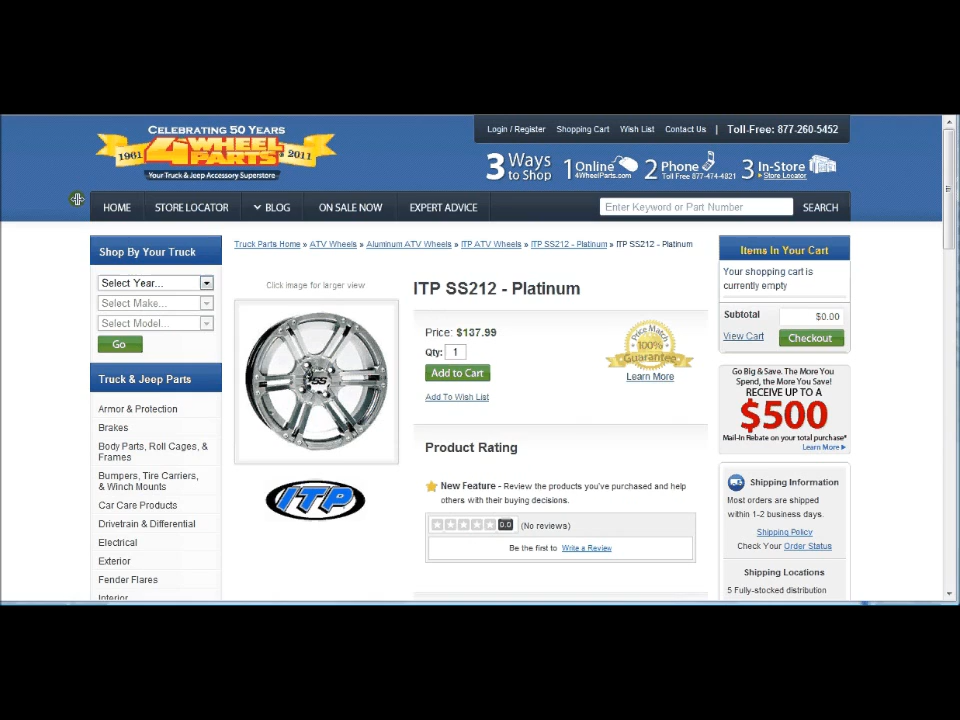 CELEBRATING 50 YEARS
1961 4 WHEEL PARTS 2011
Your Truck & Jeep Accessory Superstore
Login / Register Shopping Cart Wish List Contact Us | Toll-Free: 877-260-5452
3 Ways to Shop 1 Online 4WheelParts.com 2 Phone Toll Free 877-474-4821 3 In-Store Store Locator
HOME STORE LOCATOR BLOG ON SALE NOW EXPERT ADVICE
Enter Keyword or Part Number SEARCH
Shop By Your Truck
Select Year...
Select Make...
Select Model...
Go
Truck & Jeep Parts
Armor & Protection
Brakes
Body Parts, Roll Cages, &
Frames
Bumpers, Tire Carriers,
& Winch Mounts
Car Care Products
Drivetrain & Differential
Electrical
Exterior
Fender Flares
Interior
Truck Parts Home » ATV Wheels » Aluminum ATV Wheels » ITP ATV Wheels » ITP SS212 - Platinum » ITP SS212 - Platinum
Click image for larger view
SS
ITP
ITP SS212 - Platinum
Price: $137.99
Qty: 1
Add to Cart
Add To Wish List
Price Match
100%
Guarantee
Learn More
Product Rating
New Feature - Review the products you've purchased and help
others with their buying decisions.
0.0 (No reviews)
Be the first to Write a Review
Items In Your Cart
Your shopping cart is
currently empty
Subtotal $0.00
View Cart Checkout
Go Big & Save. The More You
Spend, the More You Save!
RECEIVE UP TO A
$500
Mail-In Rebate on your total purchase*
Learn More
Shipping Information
Most orders are shipped
within 1-2 business days.
Shipping Policy
Check Your Order Status
Shipping Locations
5 Fully-stocked distribution